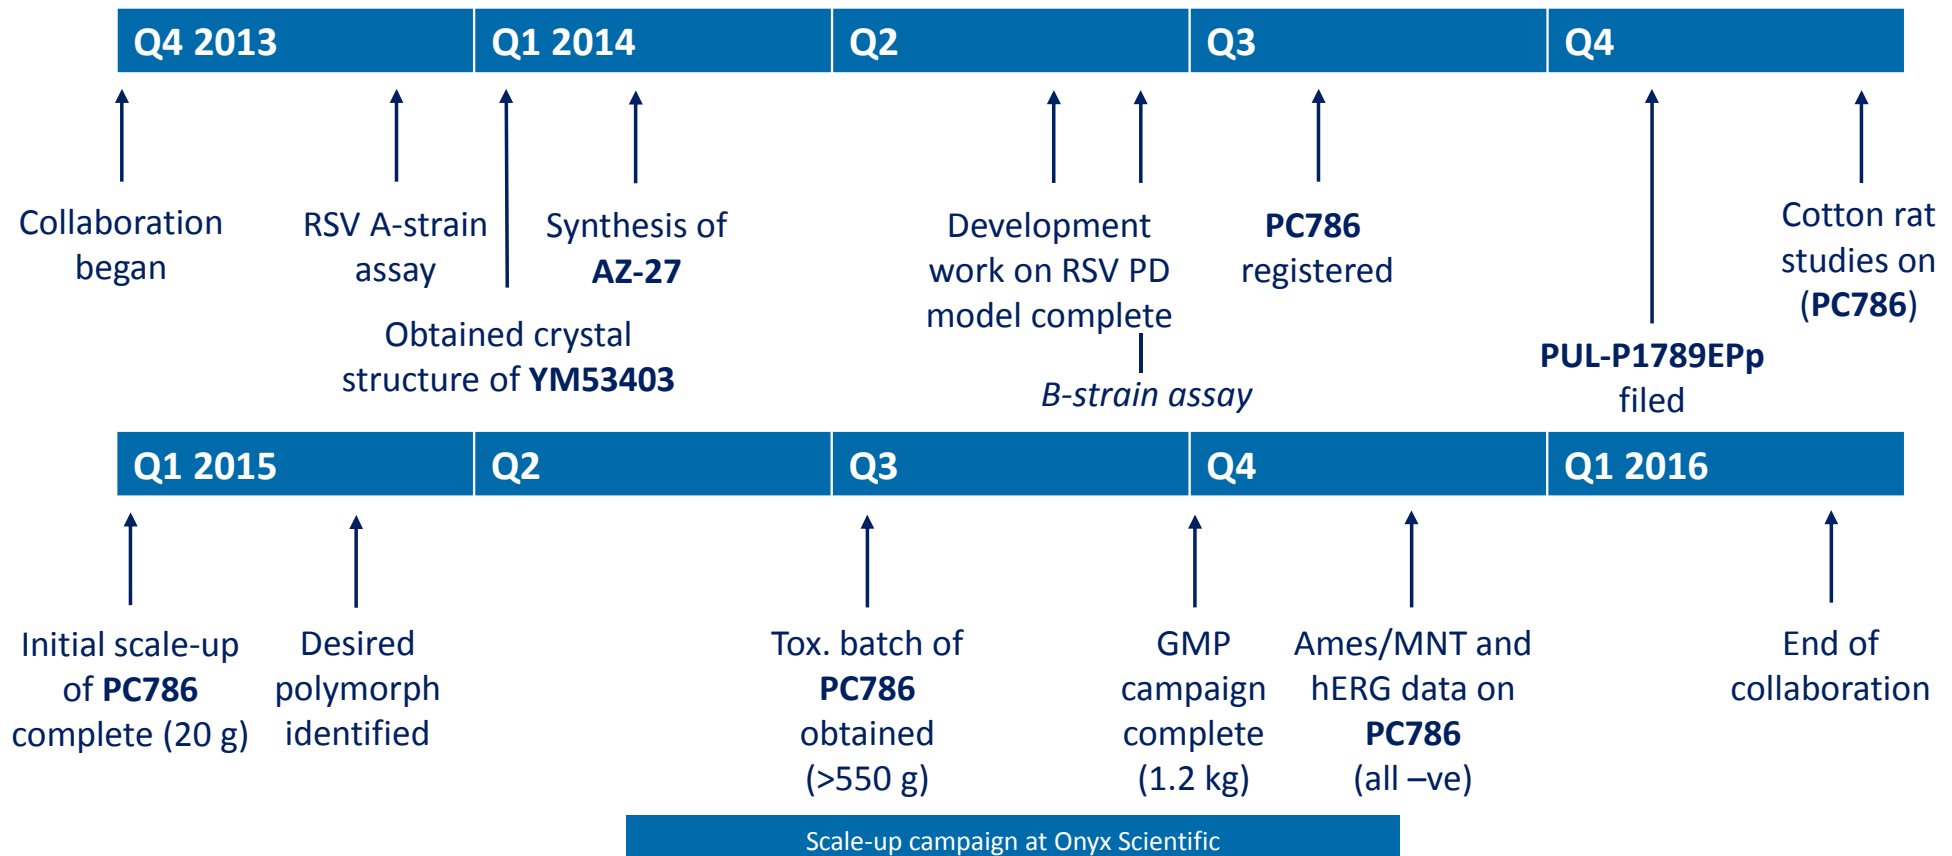 Q4 2013
Q1 2014
Q2
Q3
Q4
Collaboration
began
RSV A-strain
assay
Obtained crystal
structure of YM53403
Synthesis of
AZ-27
Development
work on RSV PD
model complete
B-strain assay
PC786
registered
PUL-P1789EPp
filed
Cotton rat
studies on
(PC786)
Q1 2015
Q2
Q3
Q4
Q1 2016
Initial scale-up
of PC786
complete (20 g)
Desired
polymorph
identified
Tox. batch of
PC786
obtained
(>550 g)
GMP
campaign
complete
(1.2 kg)
Ames/MNT and
hERG data on
PC786
(all –ve)
End of
collaboration
Scale-up campaign at Onyx Scientific